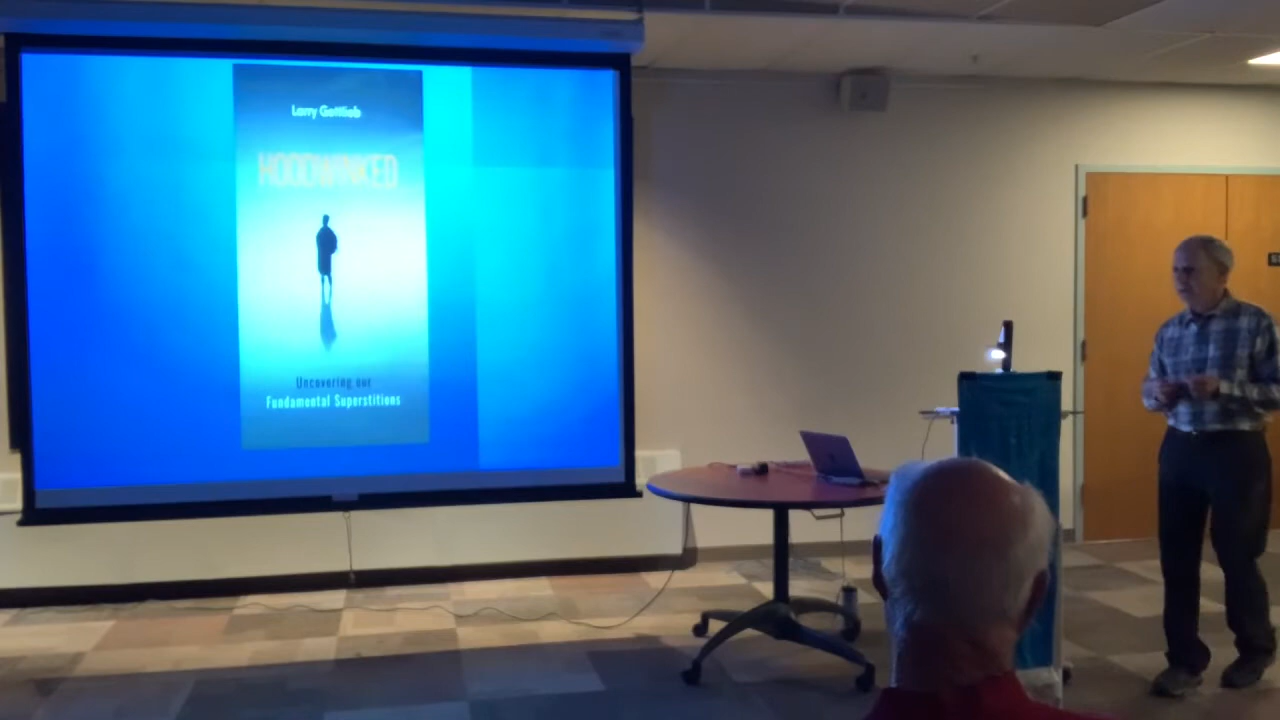 Larry Gottlieb
HOODWINKED
Uncovering our
Fundamental Superstitions